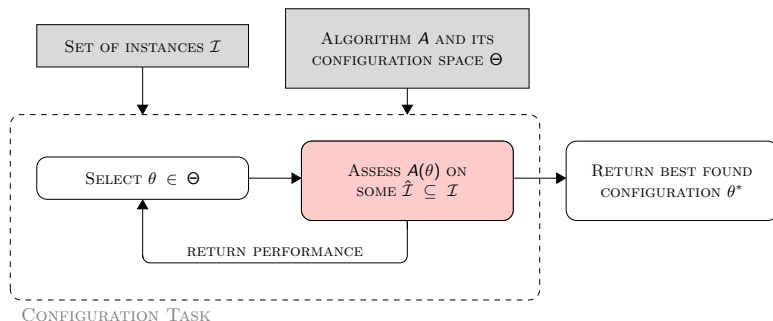 Set of instances 𝓘
Algorithm A and its
configuration space Θ
Select θ ∈ Θ
Assess A(θ) on
some 𝓘̂ ⊆ 𝓘
Return best found
configuration θ*
return performance
Configuration Task